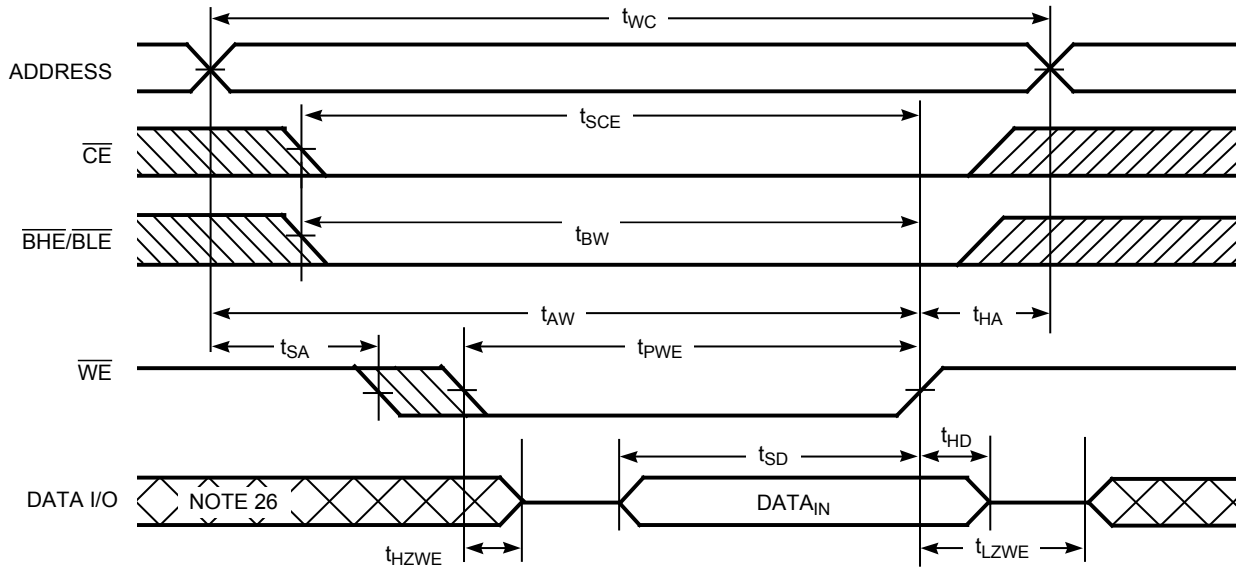 tWC
ADDRESS
tSCE
CE
BHE/BLE
tBW
tAW
tHA
tSA
tPWE
WE
tSD
tHD
DATA I/O
NOTE 26
DATAIN
tHZWE
tLZWE